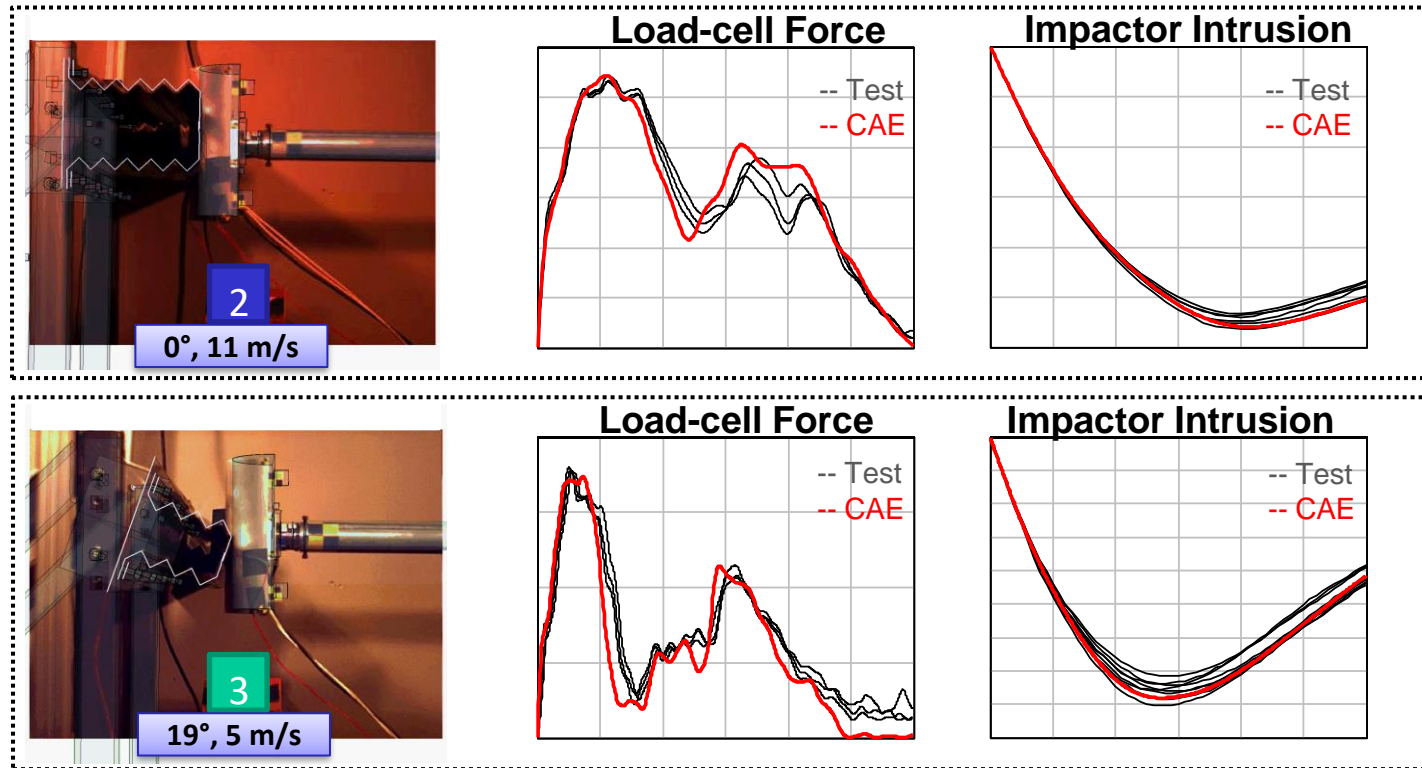 Load-cell Force
Impactor Intrusion
-- Test
-- CAE
-- Test
-- CAE
2
0°, 11 m/s
Load-cell Force
Impactor Intrusion
-- Test
-- CAE
-- Test
-- CAE
3
19°, 5 m/s